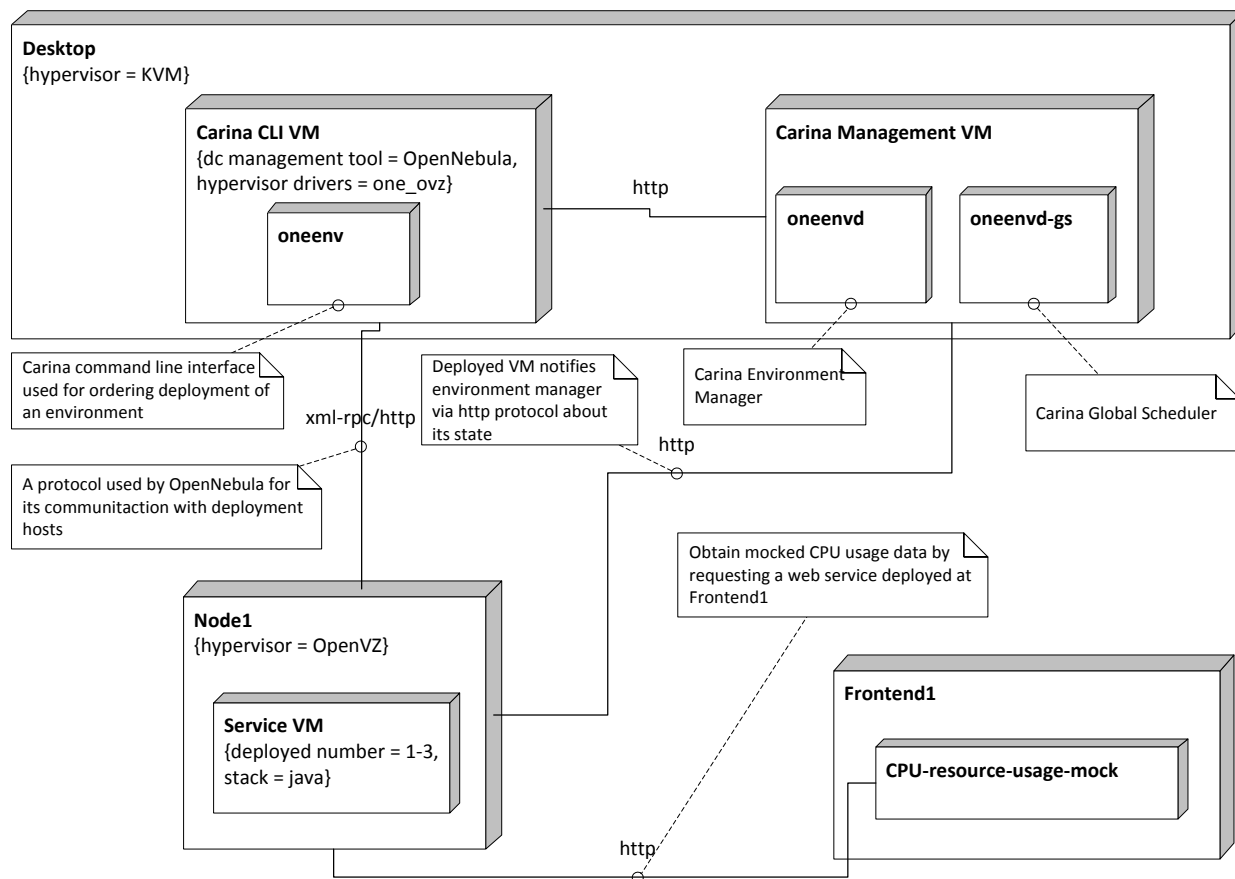 Desktop
{hypervisor = KVM}
Carina CLI VM
{dc management tool = OpenNebula,
hypervisor drivers = one_ovz}
oneenv
http
Carina Management VM
oneenvd
oneenvd-gs
Carina command line interface
used for ordering deployment of
an environment
Deployed VM notifies
environment manager
via http protocol about
its state
Carina Environment
Manager
Carina Global Scheduler
xml-rpc/http
http
A protocol used by OpenNebula for
its communitaction with deployment
hosts
Obtain mocked CPU usage data by
requesting a web service deployed at
Frontend1
Node1
{hypervisor = OpenVZ}
Service VM
{deployed number = 1-3,
stack = java}
Frontend1
CPU-resource-usage-mock
http